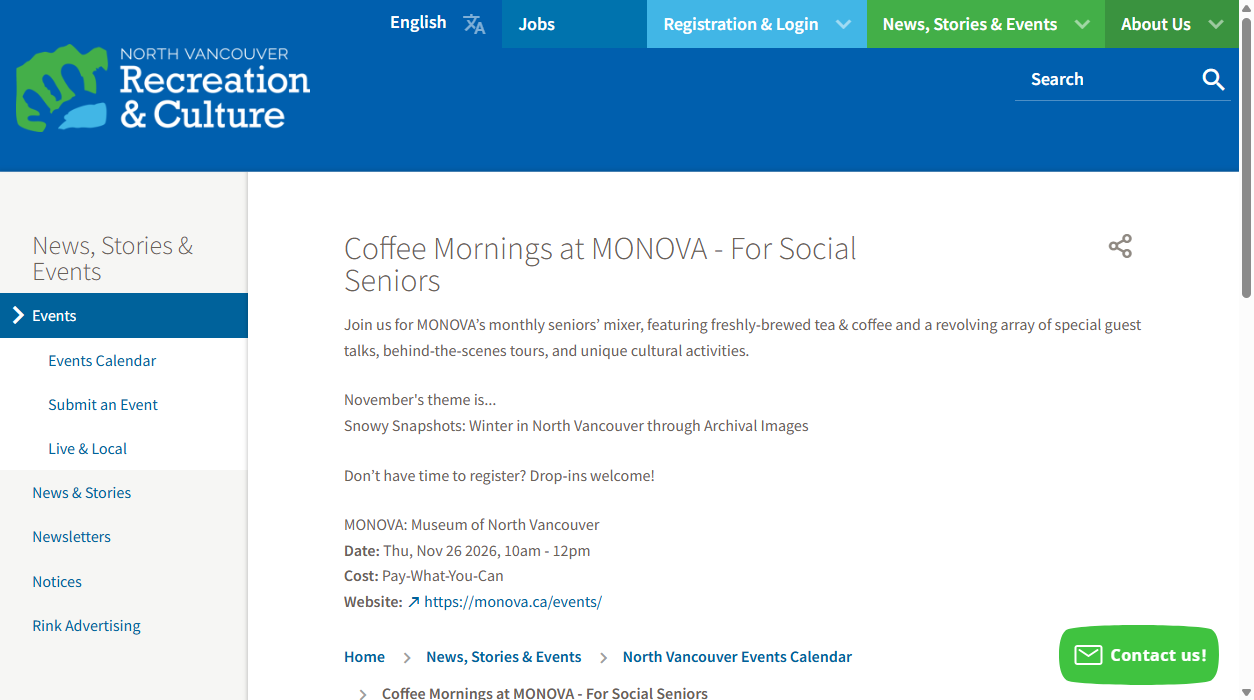 English
Jobs
Registration & Login
News, Stories & Events
About Us
NORTH VANCOUVER
Recreation
& Culture
Search
News, Stories &
Events
Events
Events Calendar
Submit an Event
Live & Local
News & Stories
Newsletters
Notices
Rink Advertising
Coffee Mornings at MONOVA - For Social
Seniors
Join us for MONOVA’s monthly seniors’ mixer, featuring freshly-brewed tea & coffee and a revolving array of special guest
talks, behind-the-scenes tours, and unique cultural activities.
November's theme is...
Snowy Snapshots: Winter in North Vancouver through Archival Images
Don’t have time to register? Drop-ins welcome!
MONOVA: Museum of North Vancouver
Date: Thu, Nov 26 2026, 10am - 12pm
Cost: Pay-What-You-Can
Website: https://monova.ca/events/
Home > News, Stories & Events > North Vancouver Events Calendar
> Coffee Mornings at MONOVA - For Social Seniors
Contact us!